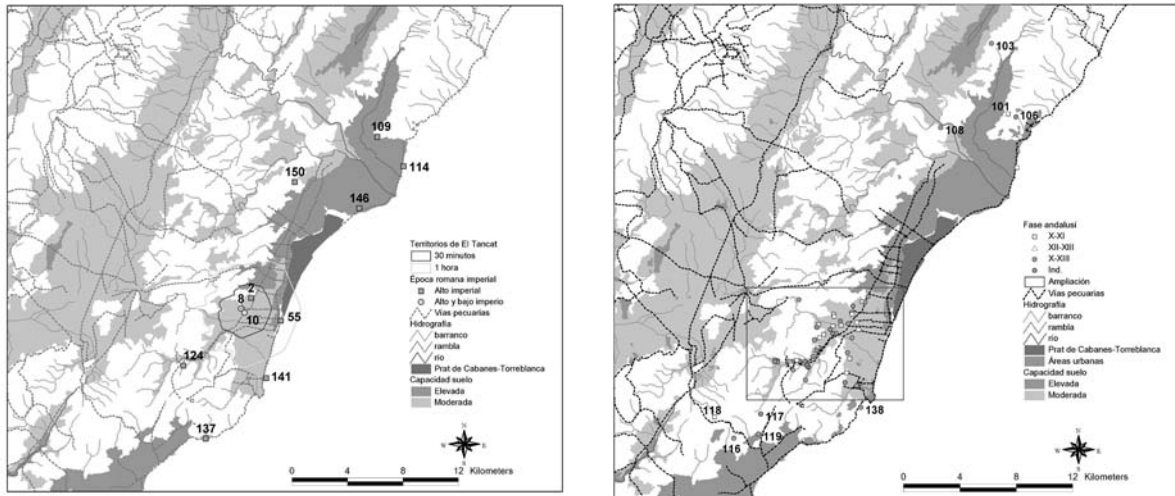 109
114
150
146
2
8
10
55
124
141
137
Territorios de El Tancat
30 minutos
1 hora
Época romana imperial
Alto imperial
Alto y bajo imperio
Vías pecuarias
Hidrografía
barranco
rambla
río
Prat de Cabanes-Torreblanca
Capacidad suelo
Elevada
Moderada
N
W E
S
0 4 8 12
Kilometers
103
101
106
108
118
117
138
116
119
Fase andalusí
X-XI
XII-XIII
X-XIII
Ind.
Ampliación
Vías pecuarias
Hidrografía
barranco
rambla
río
Prat de Cabanes-Torreblanca
Áreas urbanas
Capacidad suelo
Elevada
Moderada
N
W E
S
0 4 8 12
Kilometers